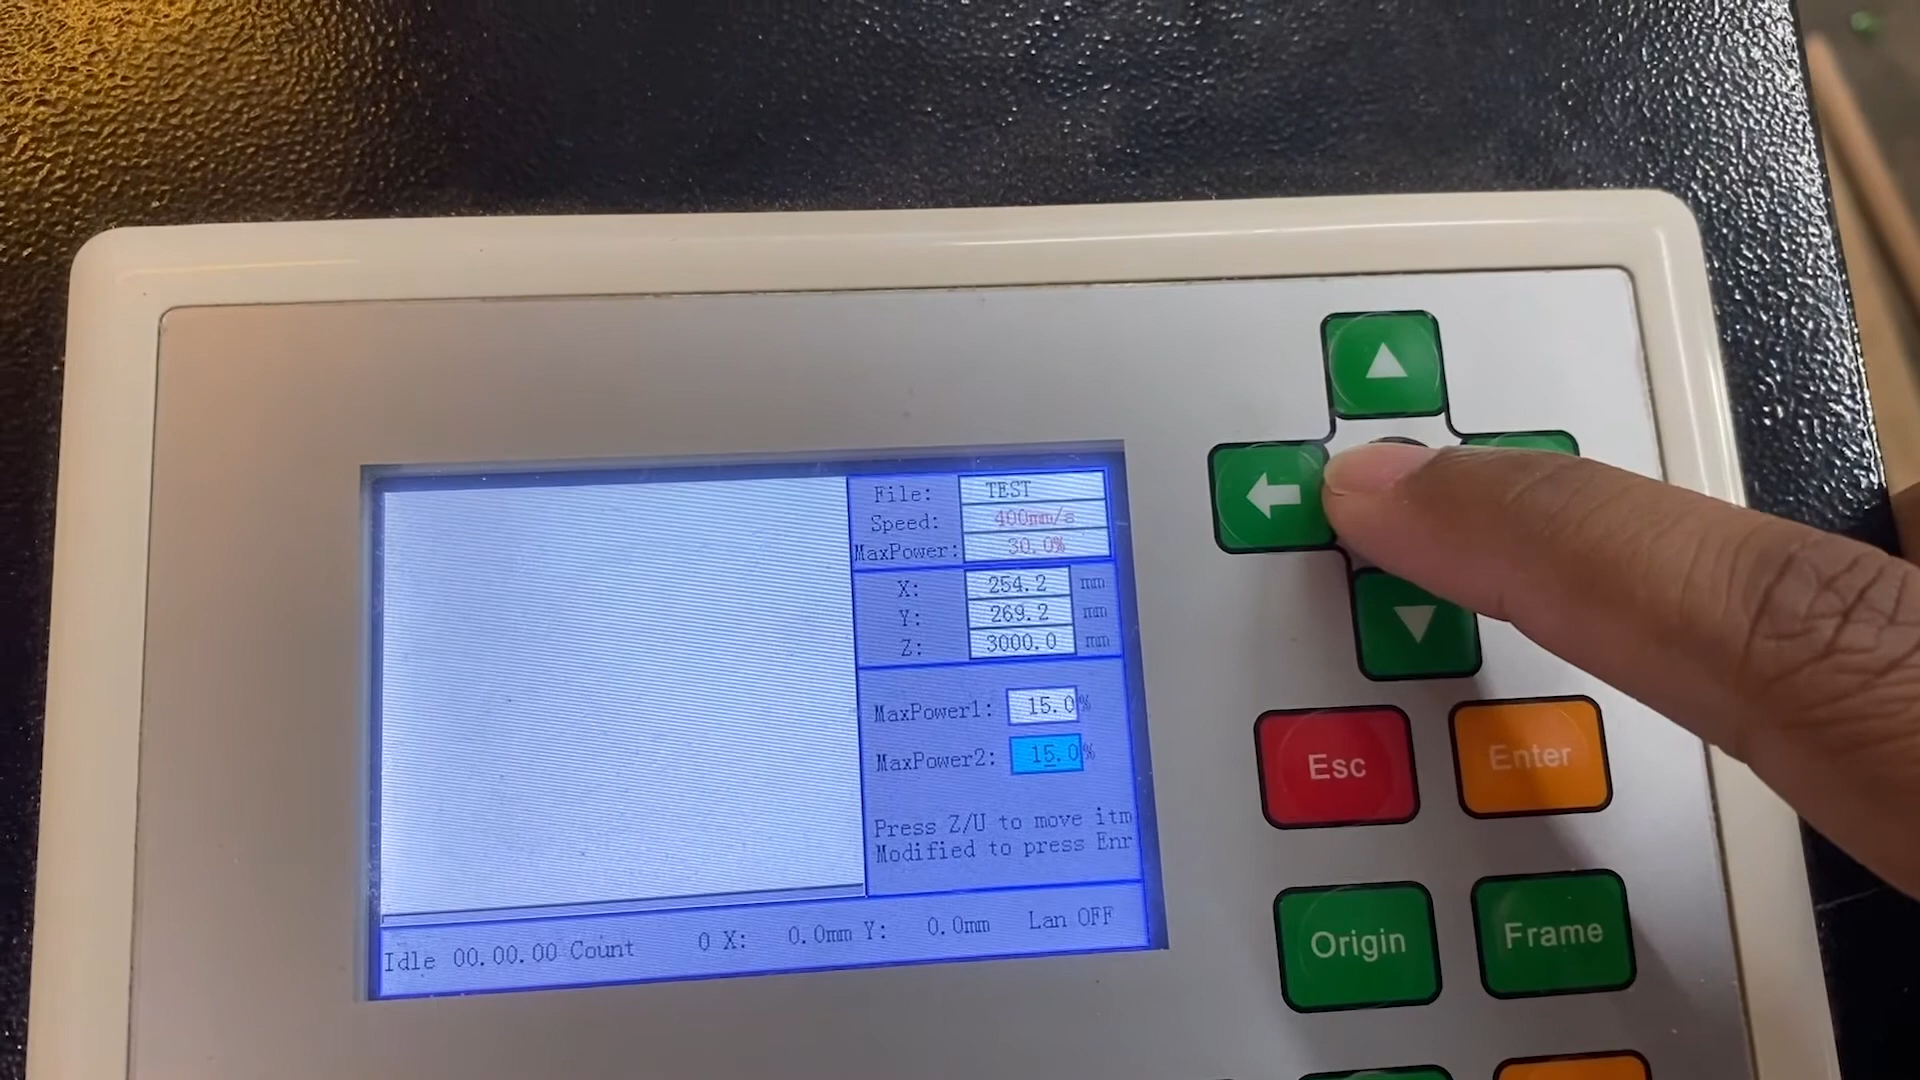 File: TEST
Speed: 400mm/s
MaxPower: 30.0%
X: 254.2 mm
Y: 269.2 mm
Z: 3000.0 mm
MaxPower1: 15.0%
MaxPower2: 15.0%
Press Z/U to move itm
Modified to press Enr
Idle 00.00.00 Count 0 X: 0.0mm Y: 0.0mm Lan OFF
Esc
Enter
Origin
Frame